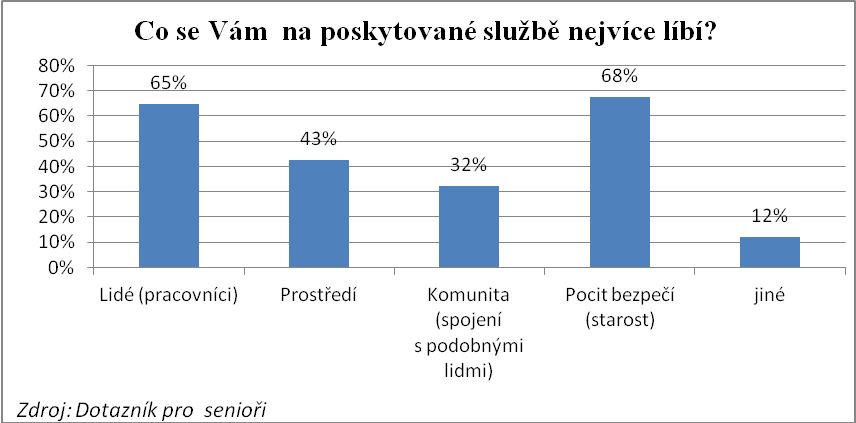 Co se Vám na poskytované službě nejvíce líbí?
80%
70%
60%
50%
40%
30%
20%
10%
0%
65%
43%
32%
68%
12%
Lidé (pracovníci)
Prostředí
Komunita
(spojení
s podobnými
lidmi)
Pocit bezpečí
(starost)
jiné
Zdroj: Dotazník pro senioři